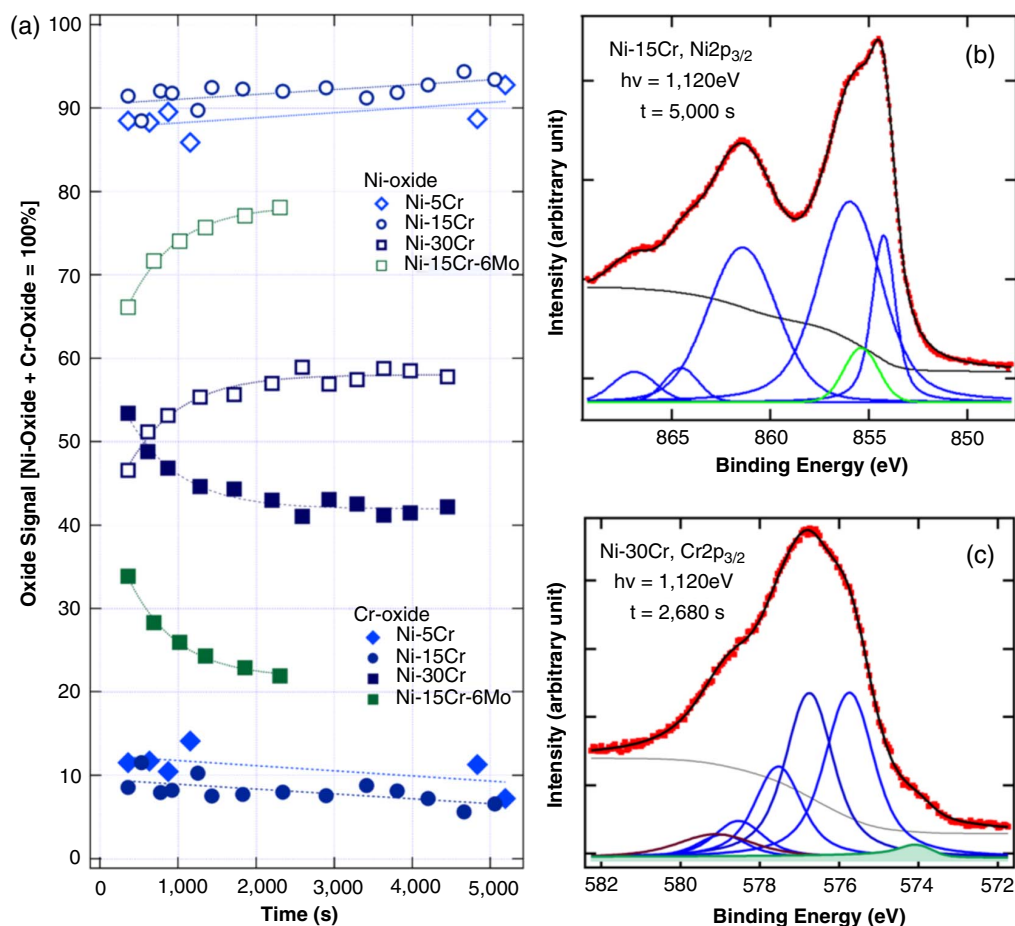 (a)
Oxide Signal [Ni-Oxide + Cr-Oxide = 100%]
100
90
80
70
60
50
40
30
20
10
0
Ni-oxide
Ni-5Cr
Ni-15Cr
Ni-30Cr
Ni-15Cr-6Mo
Cr-oxide
Ni-5Cr
Ni-15Cr
Ni-30Cr
Ni-15Cr-6Mo
0 1,000 2,000 3,000 4,000 5,000
Time (s)
(b)
Ni-15Cr, Ni2p3/2
hv = 1,120eV
t = 5,000 s
Intensity (arbitrary unit)
865 860 855 850
Binding Energy (eV)
(c)
Ni-30Cr, Cr2p3/2
hv = 1,120eV
t = 2,680 s
Intensity (arbitrary unit)
582 580 578 576 574 572
Binding Energy (eV)